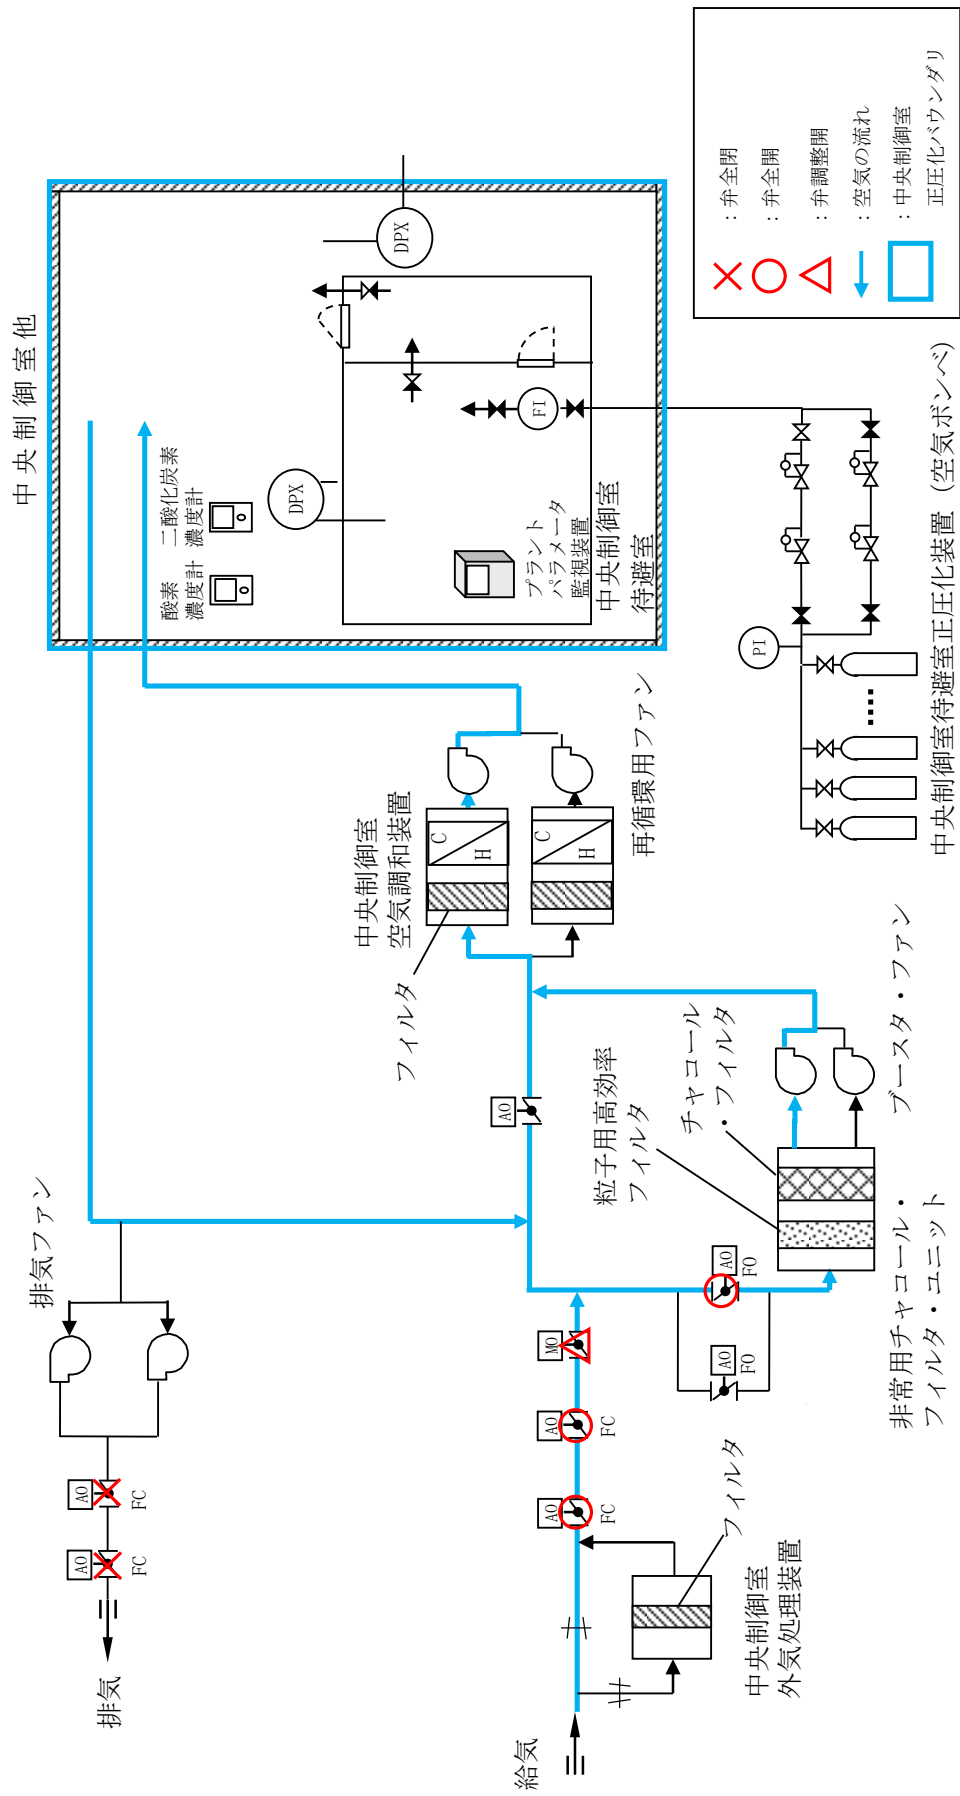 中央制御室他
酸素
濃度計
二酸化炭素
濃度計
DPX
DPX
プラント
パラメータ
監視装置
中央制御室
待避室
FI
排気ファン
AO
FC
AO
FC
排気
中央制御室
空気調和装置
フィルタ
C
H
C
H
再循環用ファン
AO
給気
AO
FC
AO
FC
MO
フィルタ
中央制御室
外気処理装置
AO
FO
AO
FO
粒子用高効率
フィルタ
チャコール
・フィルタ
ブースタ・ファン
非常用チャコール・
フィルタ・ユニット
PI
中央制御室待避室正圧化装置（空気ボンベ）
：弁全閉
：弁全開
：弁調整開
：空気の流れ
：中央制御室
正圧化バウンダリ